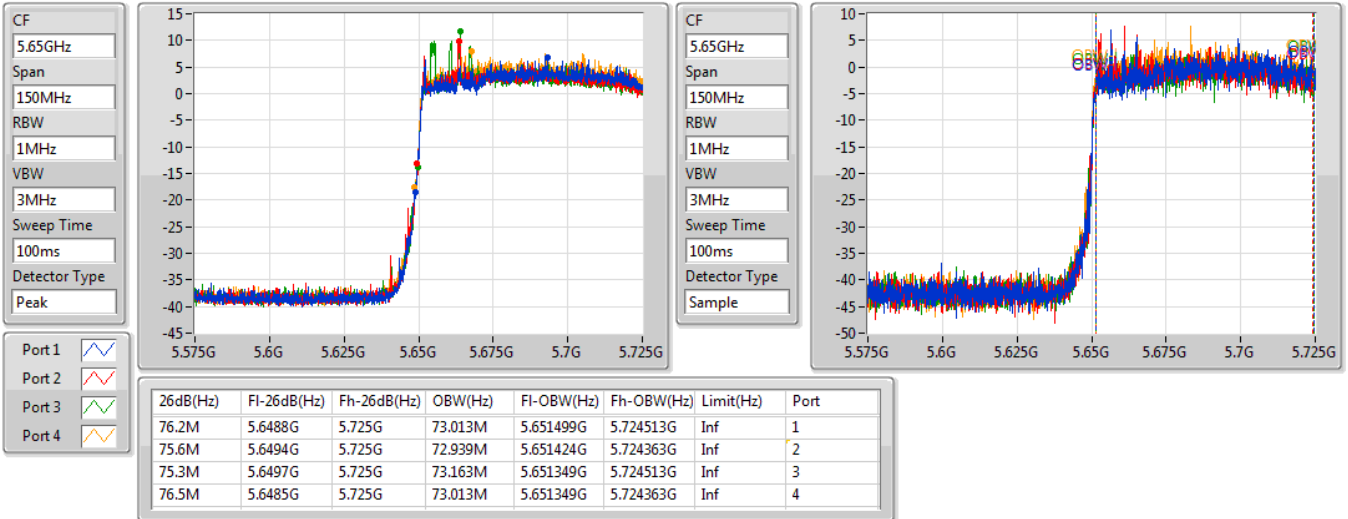 CF
5.65GHz
Span
150MHz
RBW
1MHz
VBW
3MHz
Sweep Time
100ms
Detector Type
Peak
15
10
5
0
-5
-10
-15
-20
-25
-30
-35
-40
-45
5.575G 5.6G 5.625G 5.65G 5.675G 5.7G 5.725G
CF
5.65GHz
Span
150MHz
RBW
1MHz
VBW
3MHz
Sweep Time
100ms
Detector Type
Sample
10
5
0
-5
-10
-15
-20
-25
-30
-35
-40
-45
-50
5.575G 5.6G 5.625G 5.65G 5.675G 5.7G 5.725G
Port 1
Port 2
Port 3
Port 4
26dB(Hz) Fl-26dB(Hz) Fh-26dB(Hz) OBW(Hz) Fl-OBW(Hz) Fh-OBW(Hz) Limit(Hz) Port
76.2M 5.6488G 5.725G 73.013M 5.651499G 5.724513G Inf 1
75.6M 5.6494G 5.725G 72.939M 5.651424G 5.724363G Inf 2
75.3M 5.6497G 5.725G 73.163M 5.651349G 5.724513G Inf 3
76.5M 5.6485G 5.725G 73.013M 5.651349G 5.724363G Inf 4